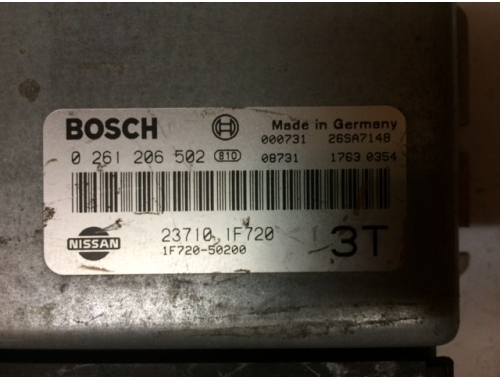 BOSCH Made in Germany
000731 26SA7148
0 261 206 502 810 08731 1763 0354
NISSAN 23710 1F720 3T
1F720-50200